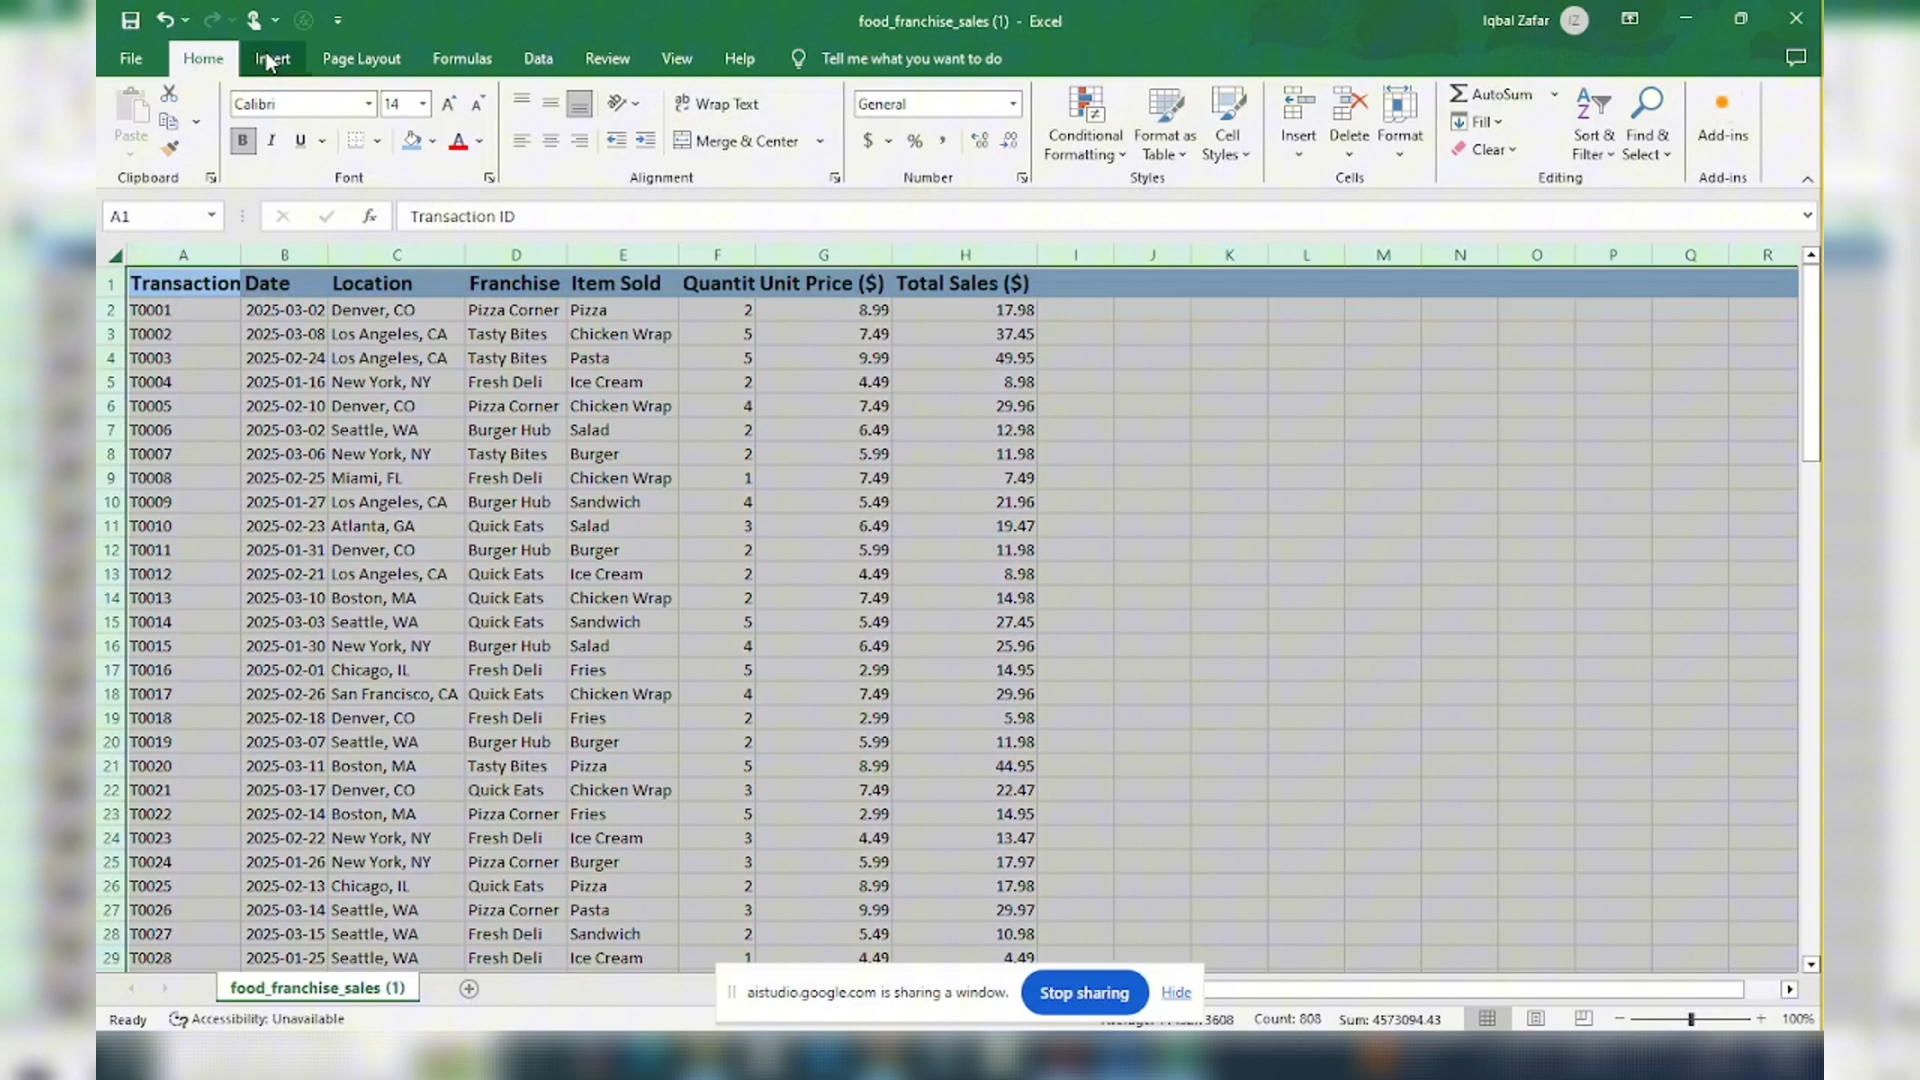 food_franchise_sales (1) - Excel
Iqbal Zafar IZ
File Home Insert Page Layout Formulas Data Review View Help Tell me what you want to do
Calibri 14 Wrap Text General AutoSum
Paste Conditional Formatting Format as Table Cell Styles Insert Delete Format Fill Sort & Filter Find & Select Add-ins
B I U Merge & Center $ % , Clear
Clipboard Font Alignment Number Styles Cells Editing Add-ins
A1 fx Transaction ID
A B C D E F G H I J K L M N O P Q R
1 Transaction Date Location Franchise Item Sold Quantit Unit Price ($) Total Sales ($)
2 T0001 2025-03-02 Denver, CO Pizza Corner Pizza 2 8.99 17.98
3 T0002 2025-03-08 Los Angeles, CA Tasty Bites Chicken Wrap 5 7.49 37.45
4 T0003 2025-02-24 Los Angeles, CA Tasty Bites Pasta 5 9.99 49.95
5 T0004 2025-01-16 New York, NY Fresh Deli Ice Cream 2 4.49 8.98
6 T0005 2025-02-10 Denver, CO Pizza Corner Chicken Wrap 4 7.49 29.96
7 T0006 2025-03-02 Seattle, WA Burger Hub Salad 2 6.49 12.98
8 T0007 2025-03-06 New York, NY Tasty Bites Burger 2 5.99 11.98
9 T0008 2025-02-25 Miami, FL Fresh Deli Chicken Wrap 1 7.49 7.49
10 T0009 2025-01-27 Los Angeles, CA Burger Hub Sandwich 4 5.49 21.96
11 T0010 2025-02-23 Atlanta, GA Quick Eats Salad 3 6.49 19.47
12 T0011 2025-01-31 Denver, CO Burger Hub Burger 2 5.99 11.98
13 T0012 2025-02-21 Los Angeles, CA Quick Eats Ice Cream 2 4.49 8.98
14 T0013 2025-03-10 Boston, MA Quick Eats Chicken Wrap 2 7.49 14.98
15 T0014 2025-03-03 Seattle, WA Quick Eats Sandwich 5 5.49 27.45
16 T0015 2025-01-30 New York, NY Burger Hub Salad 4 6.49 25.96
17 T0016 2025-02-01 Chicago, IL Fresh Deli Fries 5 2.99 14.95
18 T0017 2025-02-26 San Francisco, CA Quick Eats Chicken Wrap 4 7.49 29.96
19 T0018 2025-02-18 Denver, CO Fresh Deli Fries 2 2.99 5.98
20 T0019 2025-03-07 Seattle, WA Burger Hub Burger 2 5.99 11.98
21 T0020 2025-03-11 Boston, MA Tasty Bites Pizza 5 8.99 44.95
22 T0021 2025-03-17 Denver, CO Quick Eats Chicken Wrap 3 7.49 22.47
23 T0022 2025-02-14 Boston, MA Pizza Corner Fries 5 2.99 14.95
24 T0023 2025-02-22 New York, NY Fresh Deli Ice Cream 3 4.49 13.47
25 T0024 2025-01-26 New York, NY Pizza Corner Burger 3 5.99 17.97
26 T0025 2025-02-13 Chicago, IL Quick Eats Pizza 2 8.99 17.98
27 T0026 2025-03-14 Seattle, WA Pizza Corner Pasta 3 9.99 29.97
28 T0027 2025-03-15 Seattle, WA Fresh Deli Sandwich 2 5.49 10.98
29 T0028 2025-01-25 Seattle, WA Fresh Deli Ice Cream 1 4.49 4.49
food_franchise_sales (1)
aistudio.google.com is sharing a window. Stop sharing Hide
Ready Accessibility: Unavailable Count: 808 Sum: 4573094.43 100%